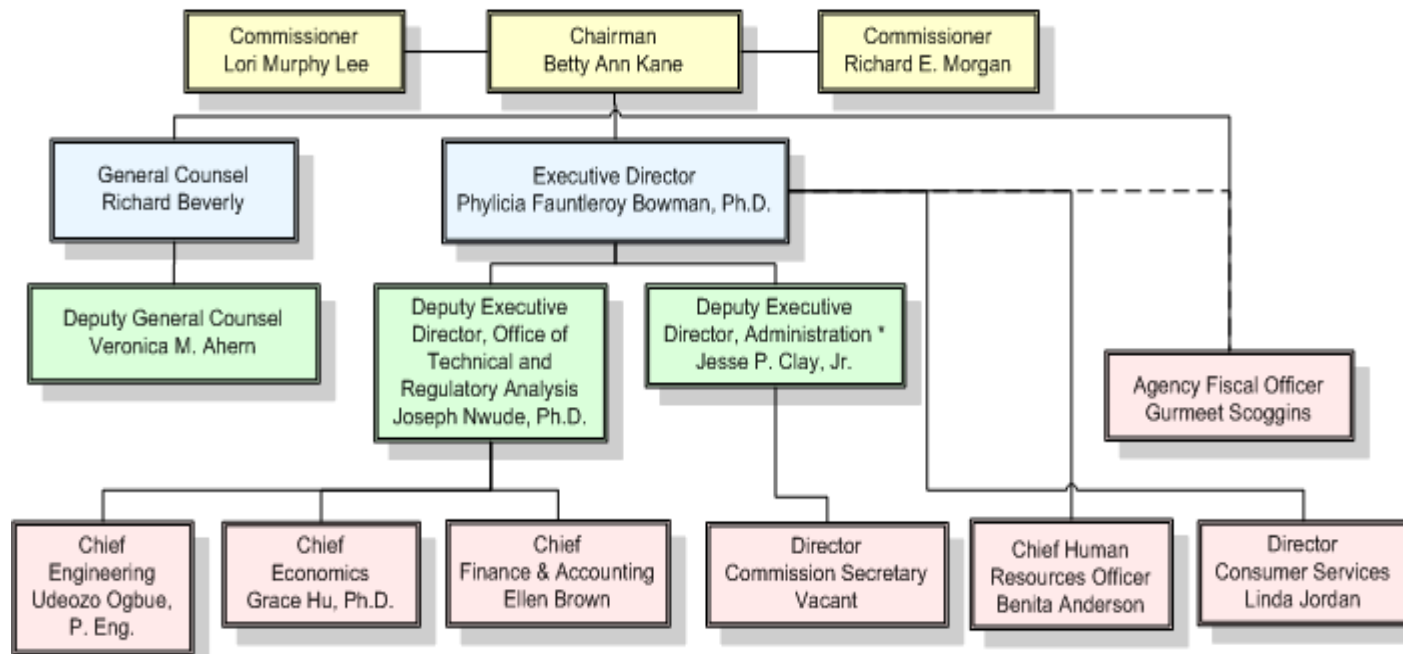 Commissioner
Lori Murphy Lee
Chairman
Betty Ann Kane
Commissioner
Richard E. Morgan
General Counsel
Richard Beverly
Executive Director
Phylicia Fauntleroy Bowman, Ph.D.
Deputy General Counsel
Veronica M. Ahern
Deputy Executive
Director, Office of
Technical and
Regulatory Analysis
Joseph Nwude, Ph.D.
Deputy Executive
Director, Administration *
Jesse P. Clay, Jr.
Agency Fiscal Officer
Gurmeet Scoggins
Chief
Engineering
Udeozo Ogbue,
P. Eng.
Chief
Economics
Grace Hu, Ph.D.
Chief
Finance & Accounting
Ellen Brown
Director
Commission Secretary
Vacant
Chief Human
Resources Officer
Benita Anderson
Director
Consumer Services
Linda Jordan